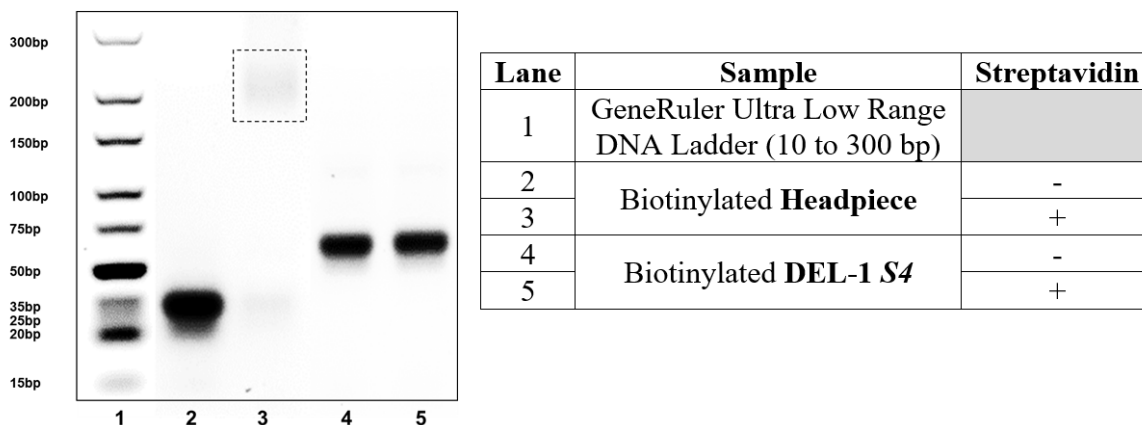 300bp
200bp
150bp
100bp
75bp
50bp
35bp
25bp
20bp
15bp
1 2 3 4 5
Lane Sample Streptavidin
1 GeneRuler Ultra Low Range
DNA Ladder (10 to 300 bp)
2 -
Biotinylated Headpiece
3 +
4 -
Biotinylated DEL-1 S4
5 +